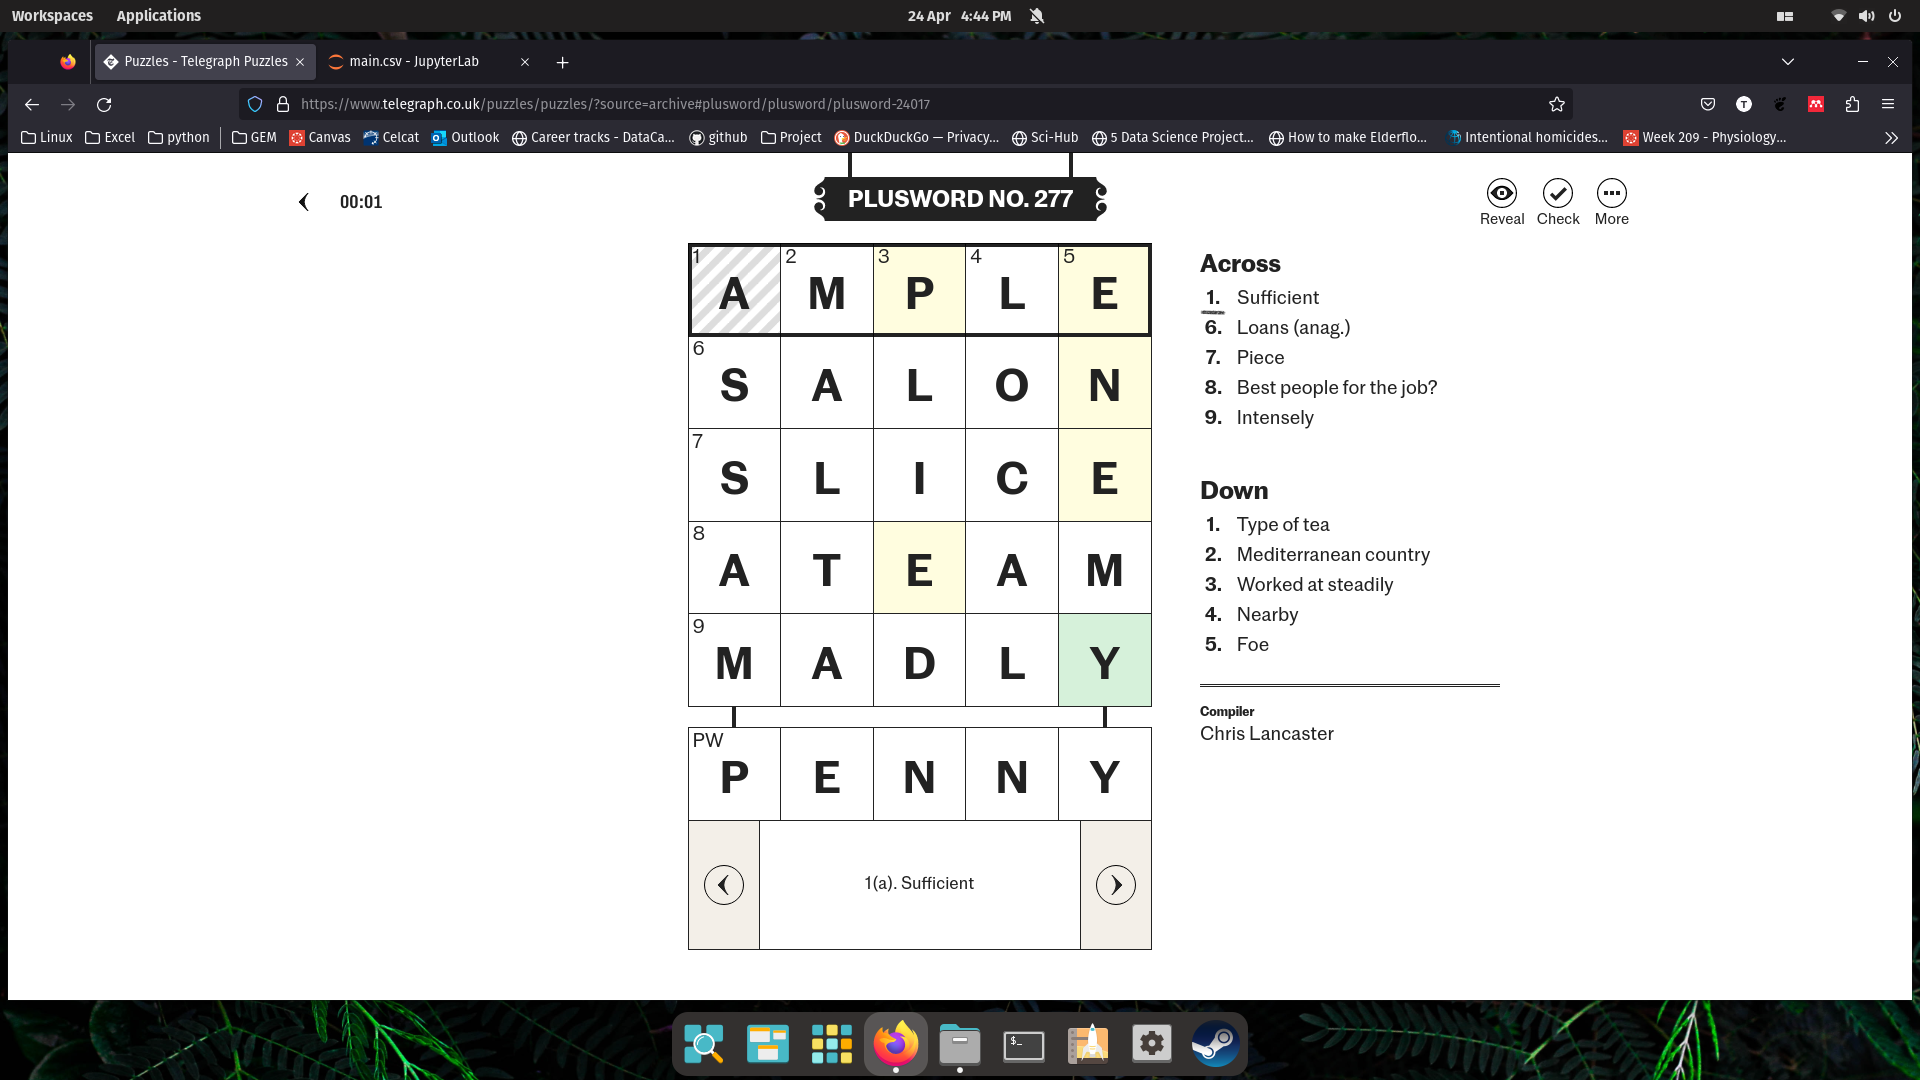 Workspaces Applications 24 Apr 4:44 PM
Puzzles - Telegraph Puzzles main.csv - JupyterLab
https://www.telegraph.co.uk/puzzles/puzzles/?source=archive#plusword/plusword/plusword-24017
Linux Excel python GEM Canvas Celcat Outlook Career tracks - DataCa... github Project DuckDuckGo — Privacy... Sci-Hub 5 Data Science Project... How to make Elderflo... Intentional homicides... Week 209 - Physiology...
00:01
PLUSWORD NO. 277
Reveal Check More
1 A 2 M 3 P 4 L 5 E
6 S A L O N
7 S L I C E
8 A T E A M
9 M A D L Y
PW P E N N Y
1(a). Sufficient
Across
1. Sufficient
6. Loans (anag.)
7. Piece
8. Best people for the job?
9. Intensely
Down
1. Type of tea
2. Mediterranean country
3. Worked at steadily
4. Nearby
5. Foe
Compiler
Chris Lancaster